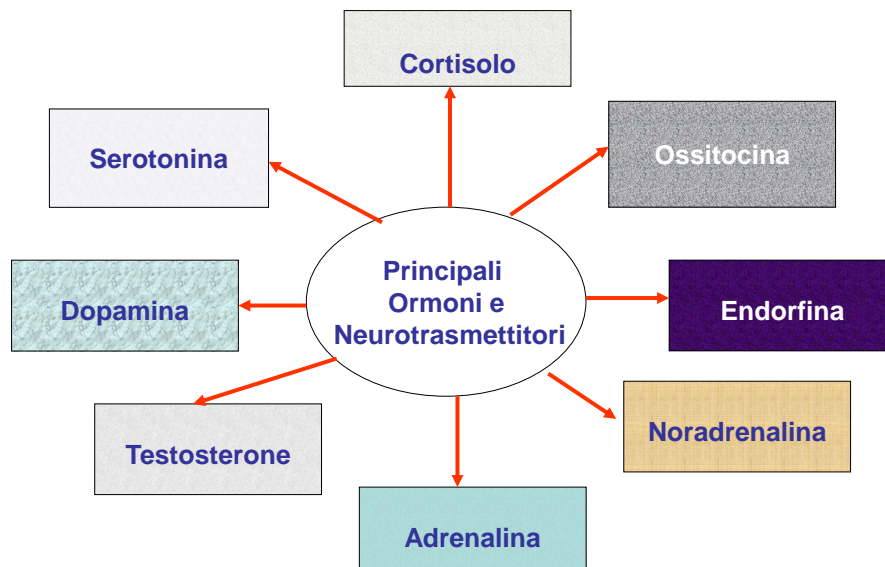 Cortisolo
Serotonina
Ossitocina
Principali
Ormoni e
Neurotrasmettitori
Dopamina
Endorfina
Testosterone
Noradrenalina
Adrenalina